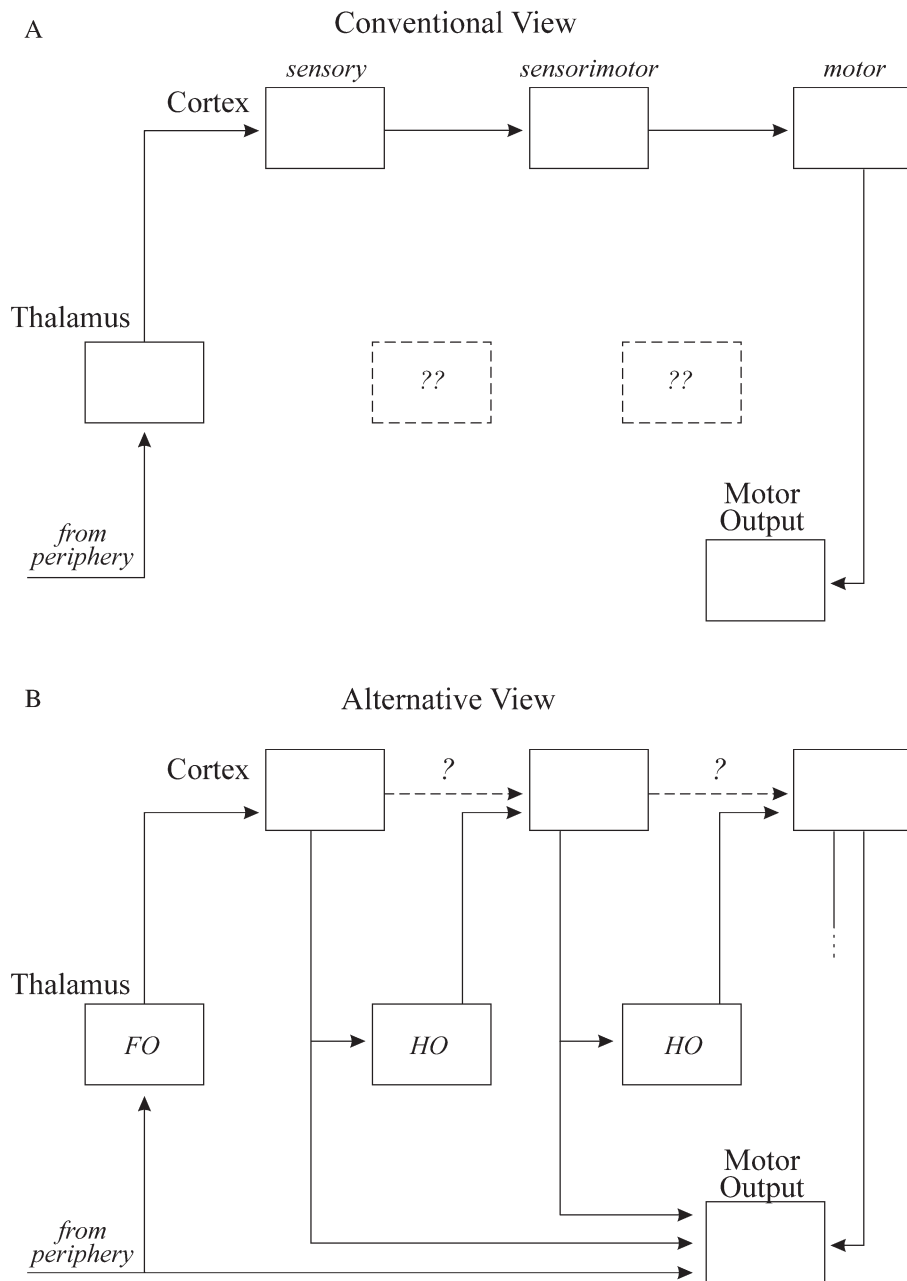 A
Conventional View
sensory
sensorimotor
motor
Cortex
Thalamus
??
??
from
periphery
Motor
Output
B
Alternative View
Cortex
?
?
Thalamus
FO
HO
HO
Motor
Output
from
periphery